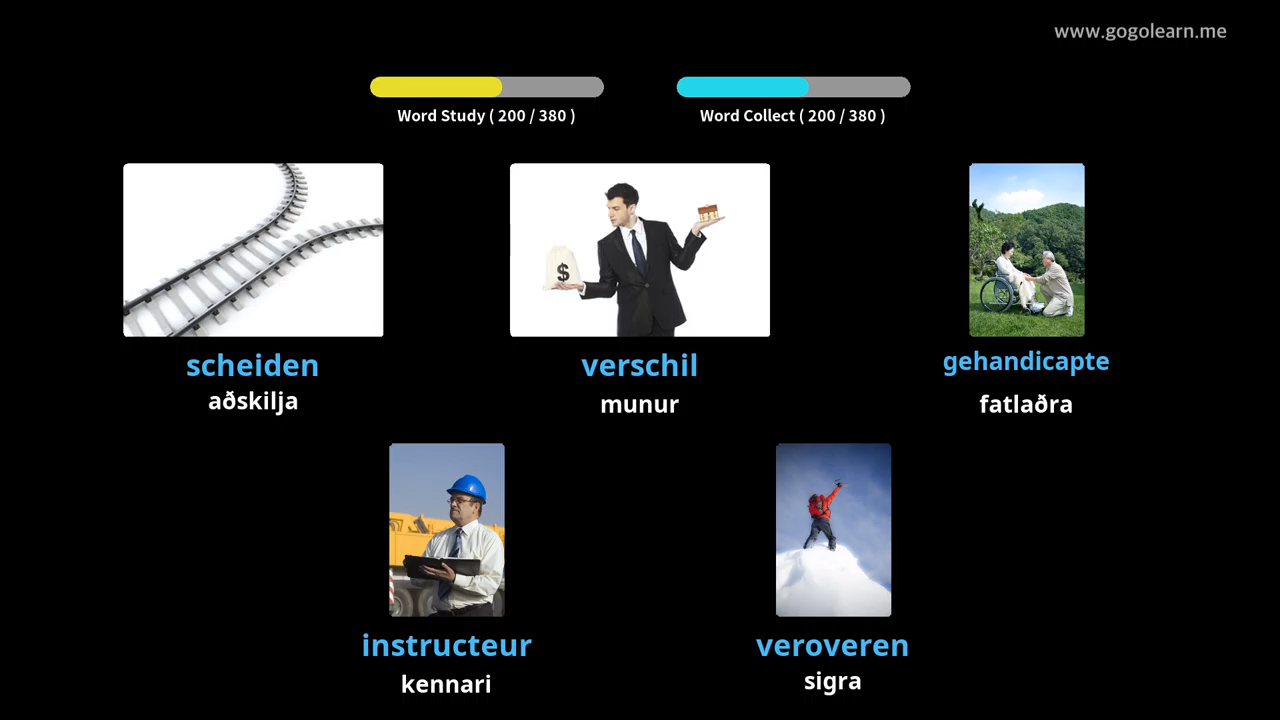 www.gogolearn.me
Word Study ( 200 / 380 )
Word Collect ( 200 / 380 )
$
scheiden
aðskilja
verschil
munur
gehandicapte
fatlaðra
instructeur
kennari
veroveren
sigra